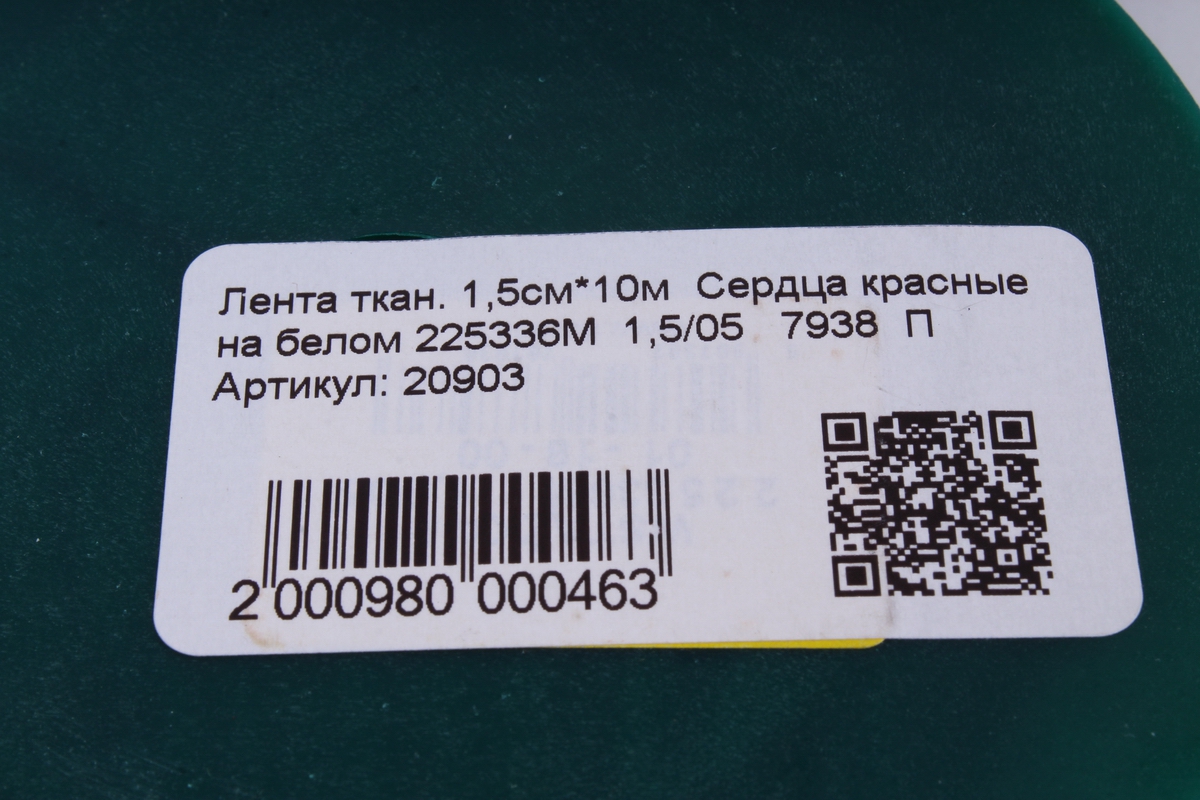 Лента ткан. 1,5см*10м Сердца красные
на белом 225336М 1,5/05 7938 П
Артикул: 20903
2 000980 000463